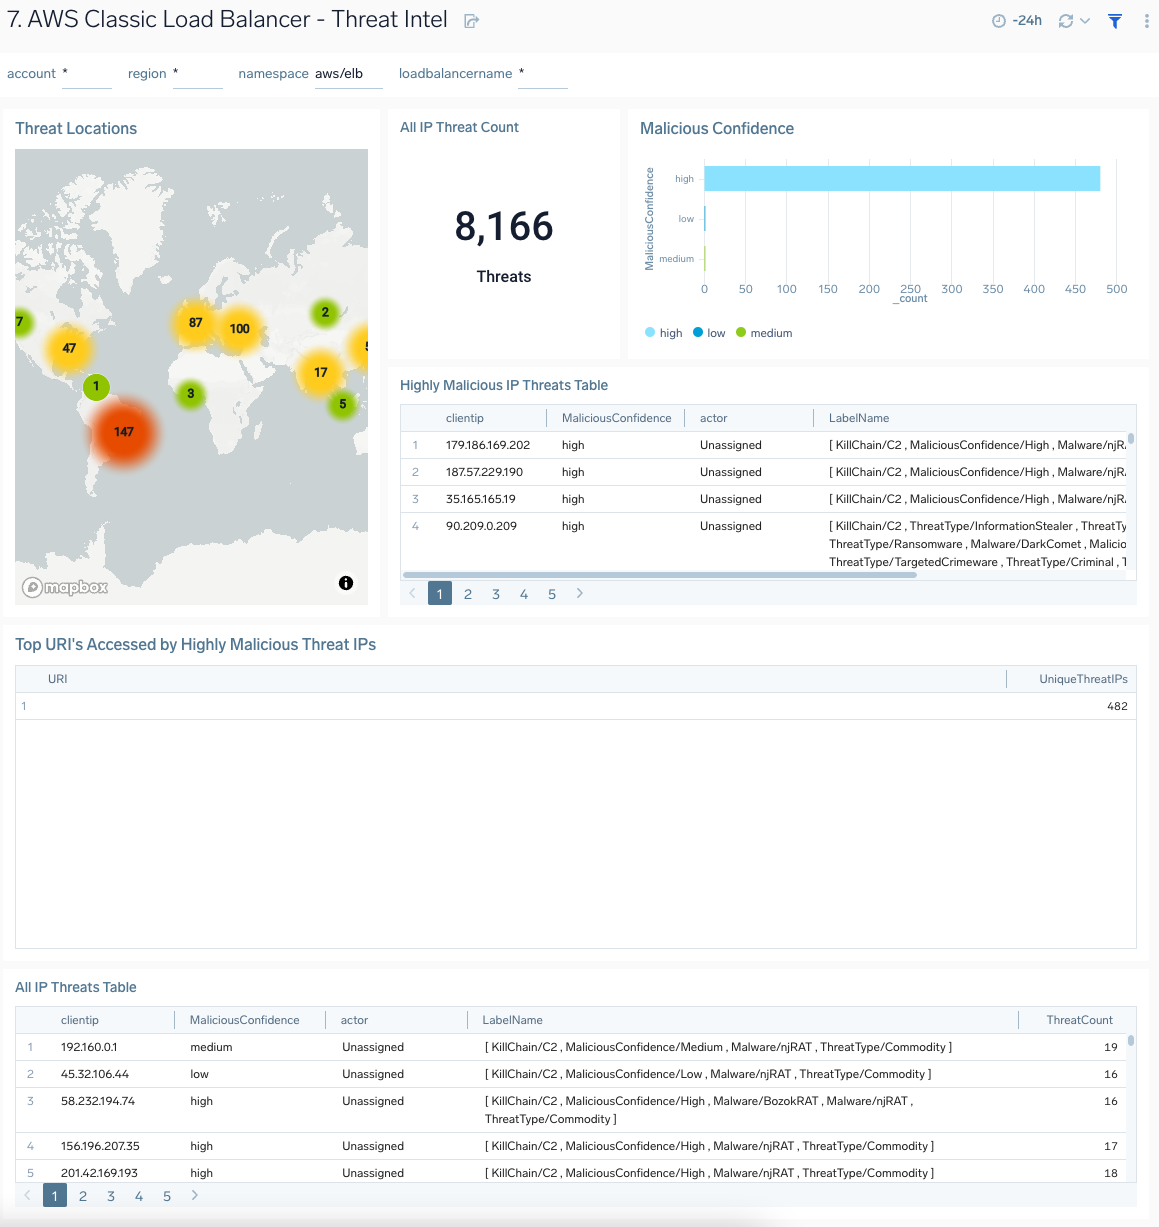 7. AWS Classic Load Balancer - Threat Intel
-24h
account *
region *
namespace aws/elb
loadbalancername *
Threat Locations
7
47
1
147
87
100
3
2
17
5
mapbox
All IP Threat Count
8,166
Threats
Malicious Confidence
MaliciousConfidence
high
low
medium
0 50 100 150 200 250 300 350 400 450 500
_count
high low medium
Highly Malicious IP Threats Table
clientip MaliciousConfidence actor LabelName
1 179.186.169.202 high Unassigned [ KillChain/C2 , MaliciousConfidence/High , Malware/njR
2 187.57.229.190 high Unassigned [ KillChain/C2 , MaliciousConfidence/High , Malware/njR
3 35.165.165.19 high Unassigned [ KillChain/C2 , MaliciousConfidence/High , Malware/njR
4 90.209.0.209 high Unassigned [ KillChain/C2 , ThreatType/InformationStealer , ThreatTy
ThreatType/Ransomware , Malware/DarkComet , Malicio
ThreatType/TargetedCrimeware , ThreatType/Criminal , T
1 2 3 4 5
Top URI's Accessed by Highly Malicious Threat IPs
URI UniqueThreatIPs
1 482
All IP Threats Table
clientip MaliciousConfidence actor LabelName ThreatCount
1 192.160.0.1 medium Unassigned [ KillChain/C2 , MaliciousConfidence/Medium , Malware/njRAT , ThreatType/Commodity ] 19
2 45.32.106.44 low Unassigned [ KillChain/C2 , MaliciousConfidence/Low , Malware/njRAT , ThreatType/Commodity ] 16
3 58.232.194.74 high Unassigned [ KillChain/C2 , MaliciousConfidence/High , Malware/BozokRAT , Malware/njRAT , 16
ThreatType/Commodity ]
4 156.196.207.35 high Unassigned [ KillChain/C2 , MaliciousConfidence/High , Malware/njRAT , ThreatType/Commodity ] 17
5 201.42.169.193 high Unassigned [ KillChain/C2 , MaliciousConfidence/High , Malware/njRAT , ThreatType/Commodity ] 18
1 2 3 4 5